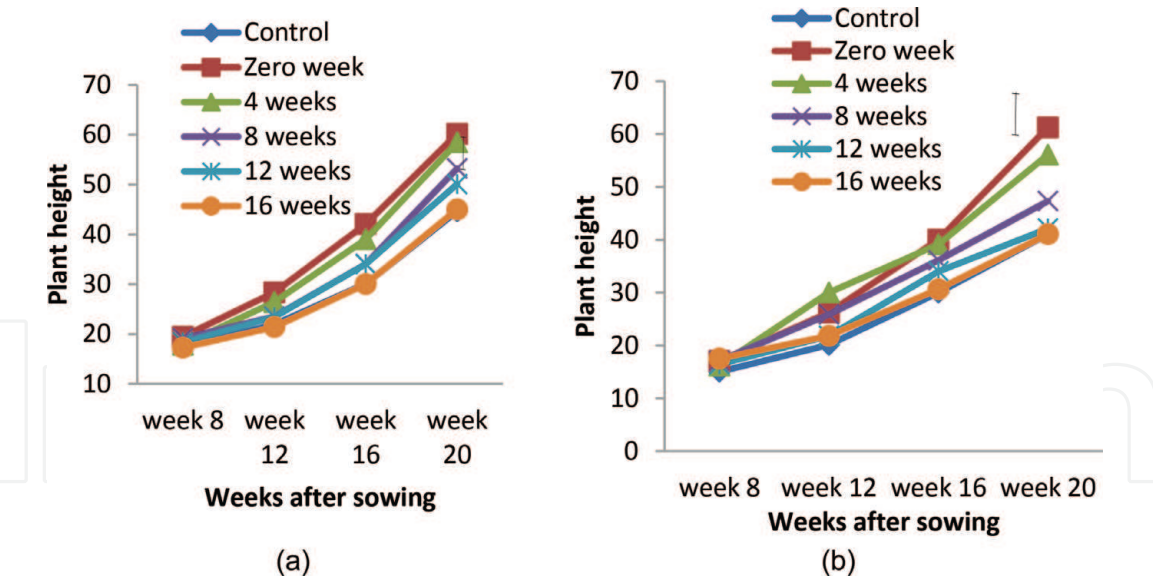 Control
Zero week
4 weeks
8 weeks
12 weeks
16 weeks
70
60
50
40
30
20
10
Plant height
week 8
week
12
week
16
week
20
Weeks after sowing
(a)
Control
Zero week
4 weeks
8 weeks
12 weeks
16 weeks
70
60
50
40
30
20
10
0
Plant height
week 8 week 12 week 16 week 20
Weeks after sowing
(b)